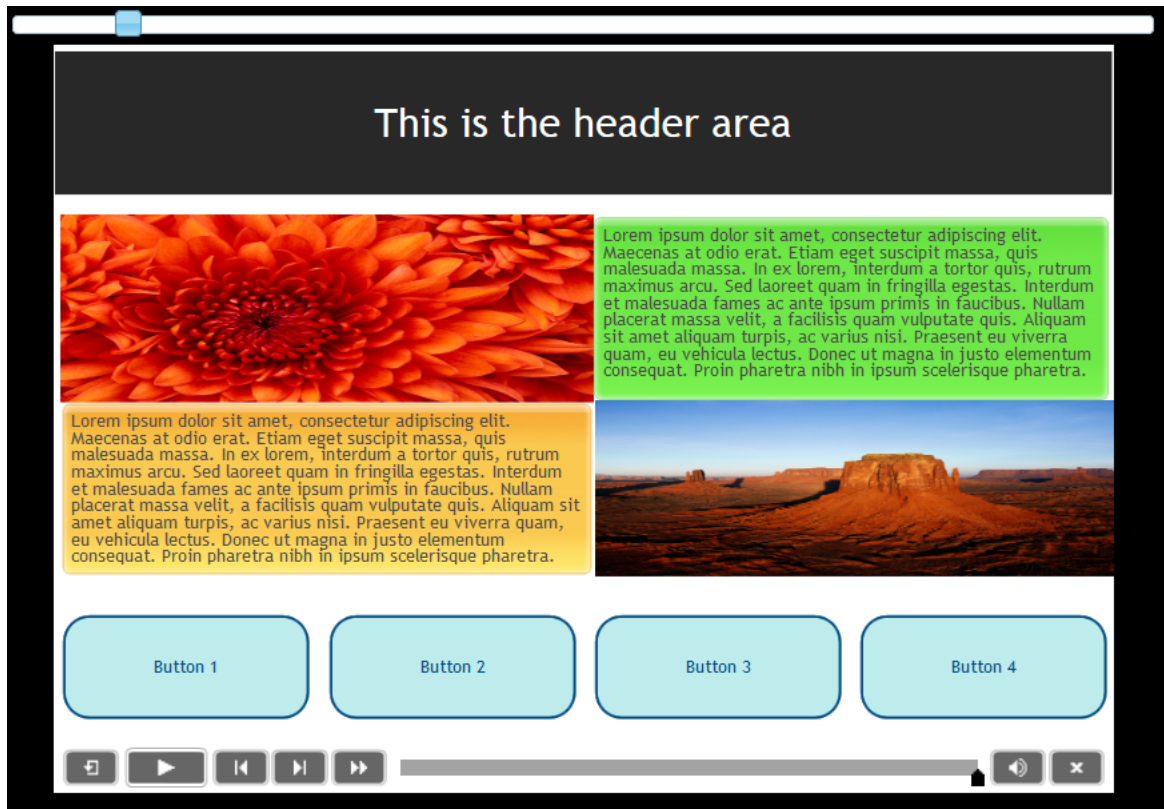 This is the header area
Lorem ipsum dolor sit amet, consectetur adipiscing elit.
Maecenas at odio erat. Etiam eget suscipit massa, quis
malesuada massa. In ex lorem, interdum a tortor quis, rutrum
maximus arcu. Sed laoreet quam in fringilla egestas. Interdum
et malesuada fames ac ante ipsum primis in faucibus. Nullam
placerat massa velit, a facilisis quam vulputate quis. Aliquam
sit amet aliquam turpis, ac varius nisi. Praesent eu viverra
quam, eu vehicula lectus. Donec ut magna in justo elementum
consequat. Proin pharetra nibh in ipsum scelerisque pharetra.
Lorem ipsum dolor sit amet, consectetur adipiscing elit.
Maecenas at odio erat. Etiam eget suscipit massa, quis
malesuada massa. In ex lorem, interdum a tortor quis, rutrum
maximus arcu. Sed laoreet quam in fringilla egestas. Interdum
et malesuada fames ac ante ipsum primis in faucibus. Nullam
placerat massa velit, a facilisis quam vulputate quis. Aliquam sit
amet aliquam turpis, ac varius nisi. Praesent eu viverra quam,
eu vehicula lectus. Donec ut magna in justo elementum
consequat. Proin pharetra nibh in ipsum scelerisque pharetra.
Button 1
Button 2
Button 3
Button 4